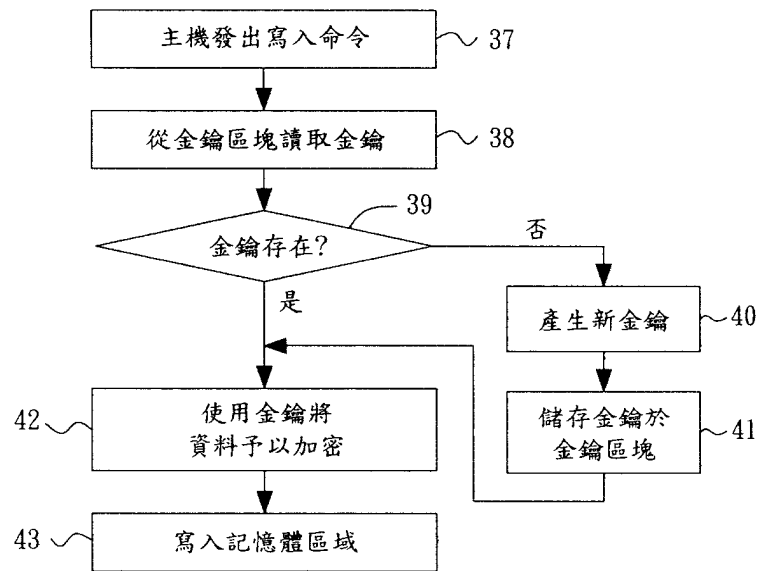 主機發出寫入命令
37
從金鑰區塊讀取金鑰
38
39
金鑰存在?
否
是
產生新金鑰
40
儲存金鑰於
金鑰區塊
41
42
使用金鑰將
資料予以加密
43
寫入記憶體區域